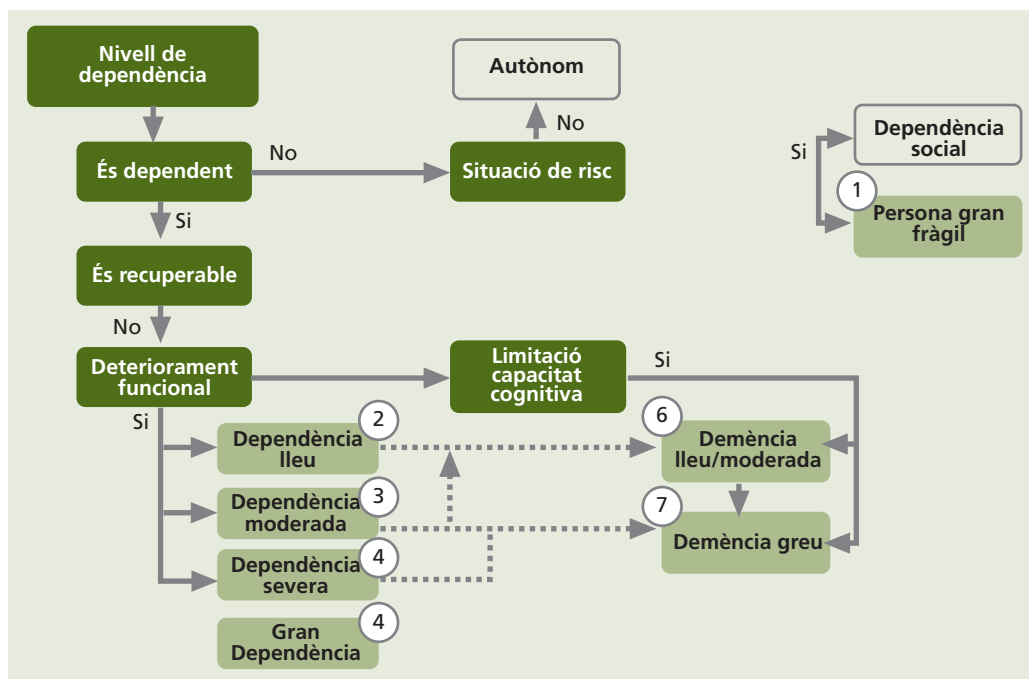 Nivell de
dependència
Autònom
No
Dependència
social
Si
1
Persona gran
fràgil
És dependent
No
Situació de risc
Si
És recuperable
No
Deteriorament
funcional
Limitació
capacitat
cognitiva
Si
Si
2
Dependència
lleu
6
Demència
lleu/moderada
3
Dependència
moderada
7
Demència greu
4
Dependència
severa
4
Gran
Dependència